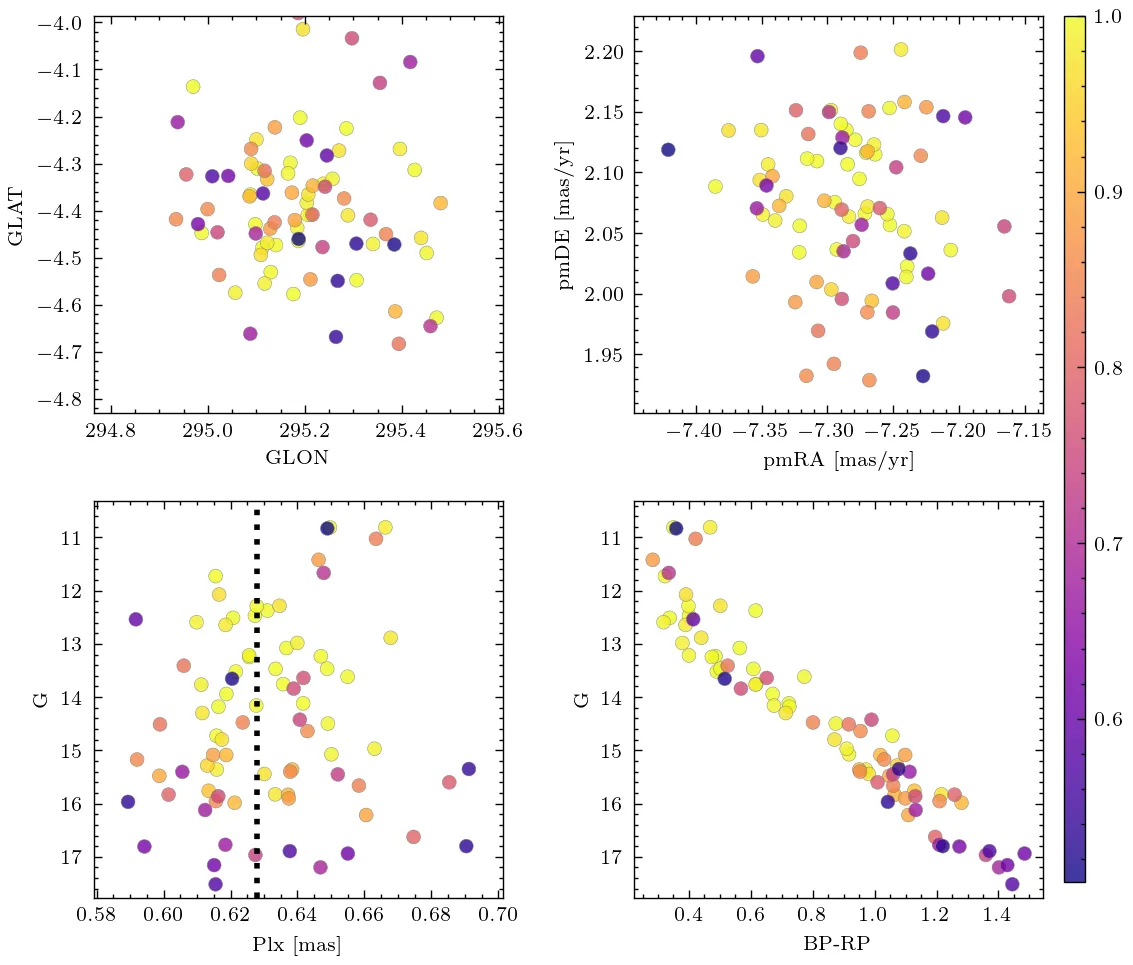 −4.0
−4.1
−4.2
−4.3
−4.4
−4.5
−4.6
−4.7
−4.8
GLAT
294.8 295.0 295.2 295.4 295.6
GLON
2.20
2.15
2.10
2.05
2.00
1.95
pmDE [mas/yr]
−7.40 −7.35 −7.30 −7.25 −7.20 −7.15
pmRA [mas/yr]
1.0
0.9
0.8
0.7
0.6
11
12
13
14
15
16
17
G
0.58 0.60 0.62 0.64 0.66 0.68 0.70
Plx [mas]
11
12
13
14
15
16
17
G
0.4 0.6 0.8 1.0 1.2 1.4
BP-RP